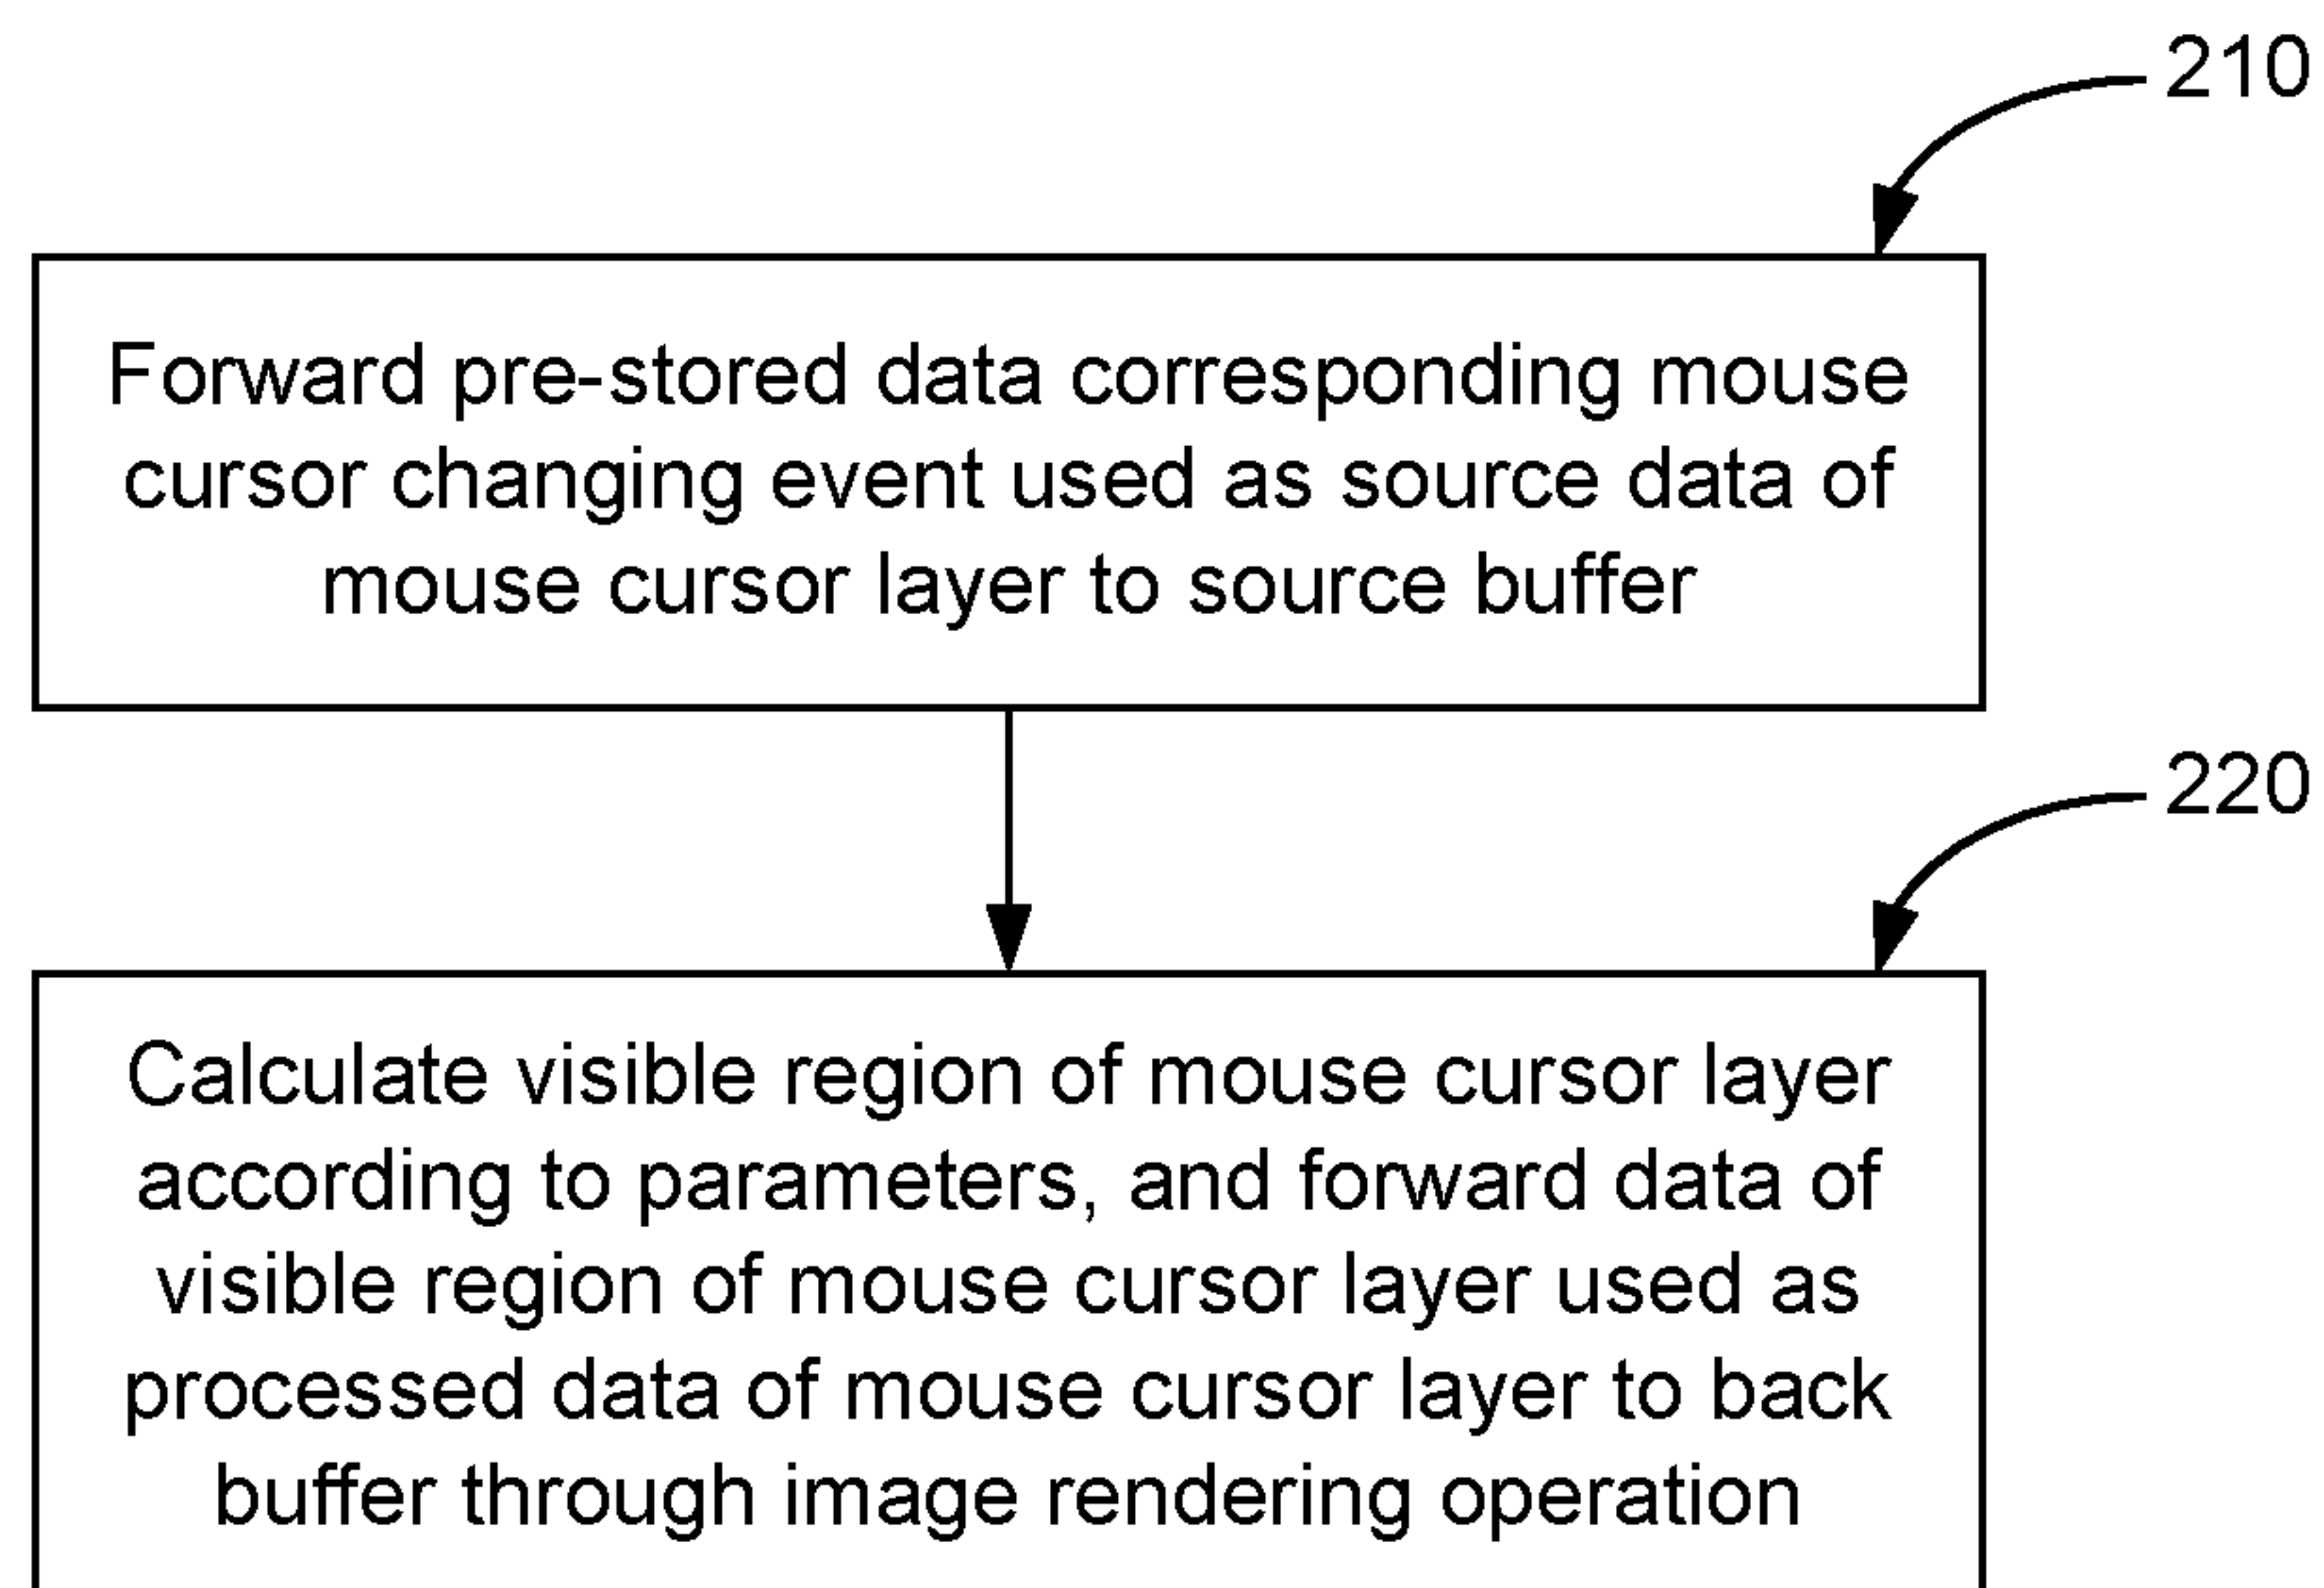 210
Forward pre-stored data corresponding mouse
cursor changing event used as source data of
mouse cursor layer to source buffer
220
Calculate visible region of mouse cursor layer
according to parameters, and forward data of
visible region of mouse cursor layer used as
processed data of mouse cursor layer to back
buffer through image rendering operation